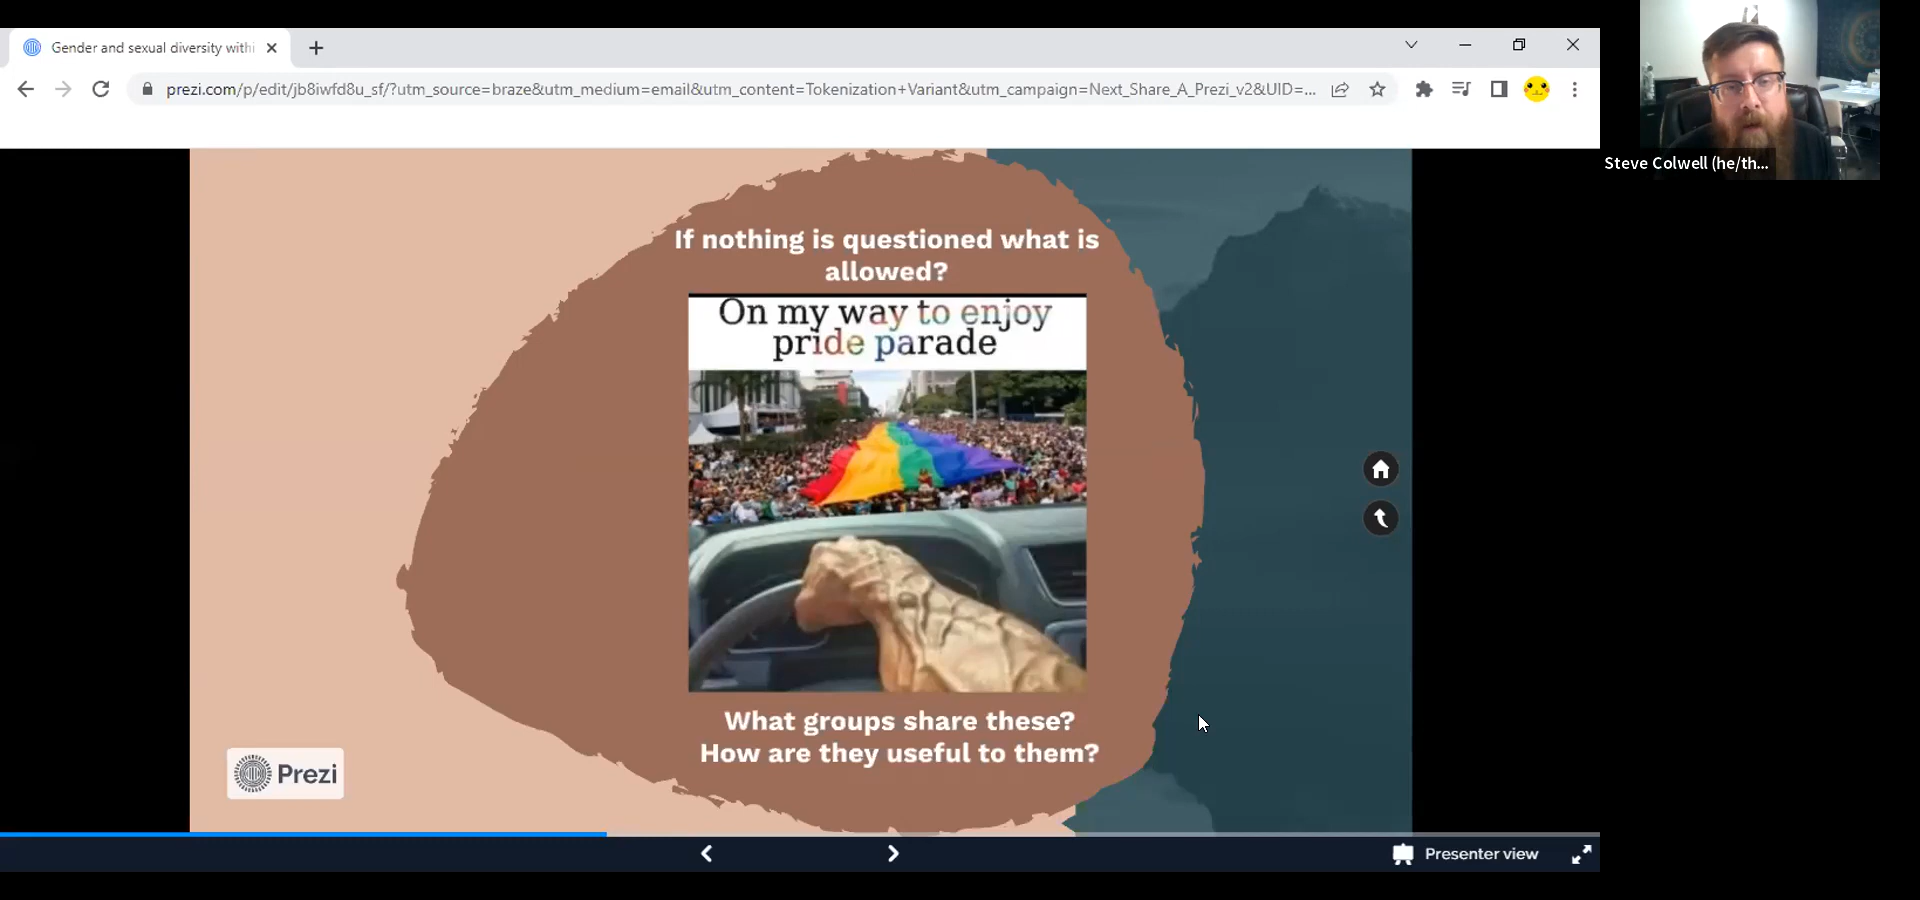 Gender and sexual diversity withi
prezi.com/p/edit/jb8iwfd8u_sf/?utm_source=braze&utm_medium=email&utm_content=Tokenization+Variant&utm_campaign=Next_Share_A_Prezi_v2&UID=...
Steve Colwell (he/th...
If nothing is questioned what is
allowed?
On my way to enjoy
pride parade
What groups share these?
How are they useful to them?
Prezi
Presenter view